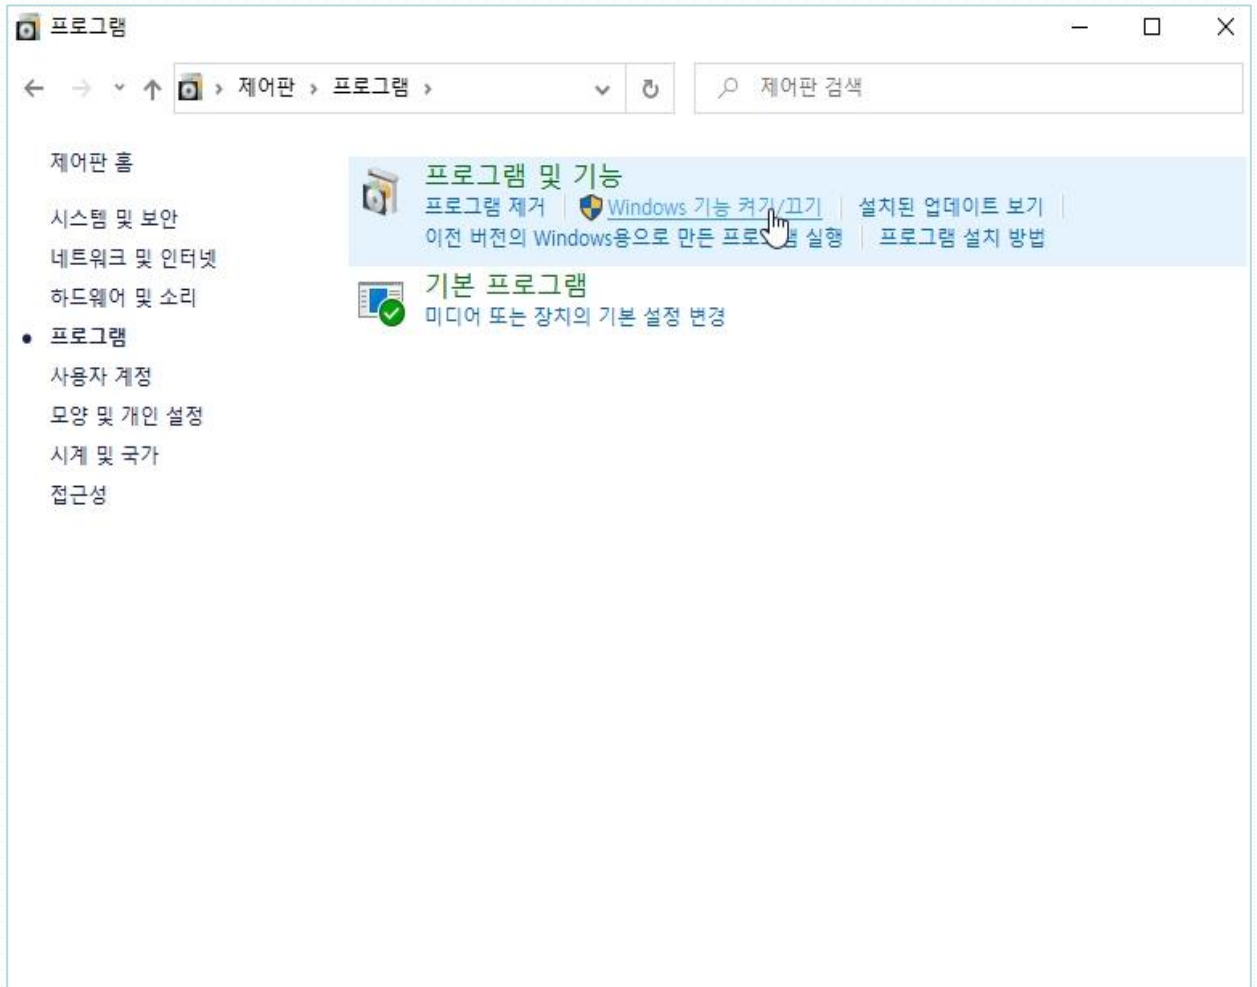 프로그램
제어판 › 프로그램 ›
제어판 검색
제어판 홈
시스템 및 보안
네트워크 및 인터넷
하드웨어 및 소리
프로그램
사용자 계정
모양 및 개인 설정
시계 및 국가
접근성
프로그램 및 기능
프로그램 제거
Windows 기능 켜기/끄기
설치된 업데이트 보기
이전 버전의 Windows용으로 만든 프로그램 실행
프로그램 설치 방법
기본 프로그램
미디어 또는 장치의 기본 설정 변경